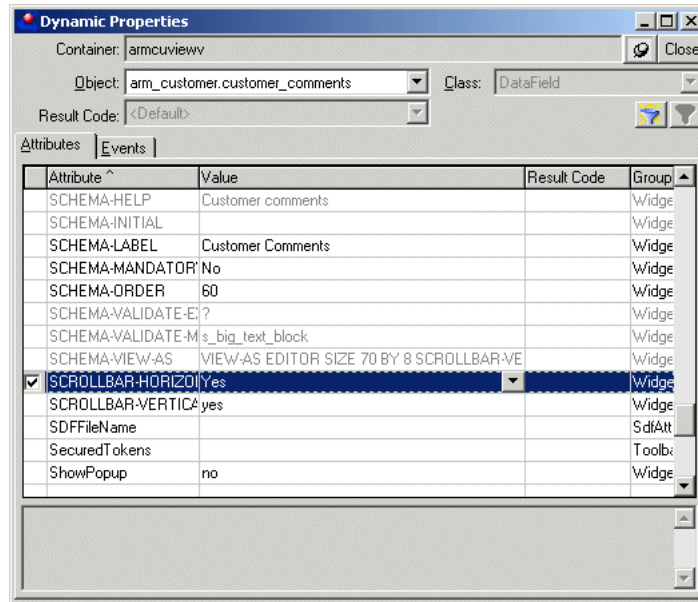 Dynamic Properties
Container: armcuviewv
Close
Object: arm_customer.customer_comments Class: DataField
Result Code: <Default>
Attributes Events
Attribute ^ Value Result Code Group
SCHEMA-HELP Customer comments Widge
SCHEMA-INITIAL Widge
SCHEMA-LABEL Customer Comments Widge
SCHEMA-MANDATOR No Widge
SCHEMA-ORDER 60 Widge
SCHEMA-VALIDATE-E ? Widge
SCHEMA-VALIDATE-M s_big_text_block Widge
SCHEMA-VIEW-AS VIEW-AS EDITOR SIZE 70 BY 8 SCROLLBAR-VE Widge
SCROLLBAR-HORIZO Yes Widge
SCROLLBAR-VERTICA yes Widge
SDFFileName SdfAtt
SecuredTokens Toolba
ShowPopup no Widge